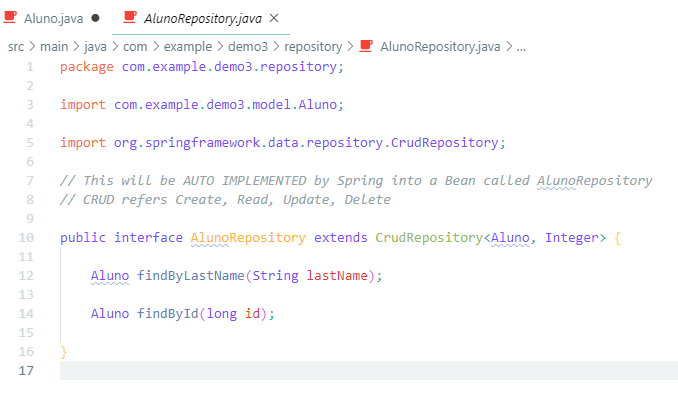 Aluno.java ● AlunoRepository.java ×
src > main > java > com > example > demo3 > repository > AlunoRepository.java > ...
1 package com.example.demo3.repository;
2
3 import com.example.demo3.model.Aluno;
4
5 import org.springframework.data.repository.CrudRepository;
6
7 // This will be AUTO IMPLEMENTED by Spring into a Bean called AlunoRepository
8 // CRUD refers Create, Read, Update, Delete
9
10 public interface AlunoRepository extends CrudRepository<Aluno, Integer> {
11
12     Aluno findByLastName(String lastName);
13
14     Aluno findById(long id);
15
16 }
17